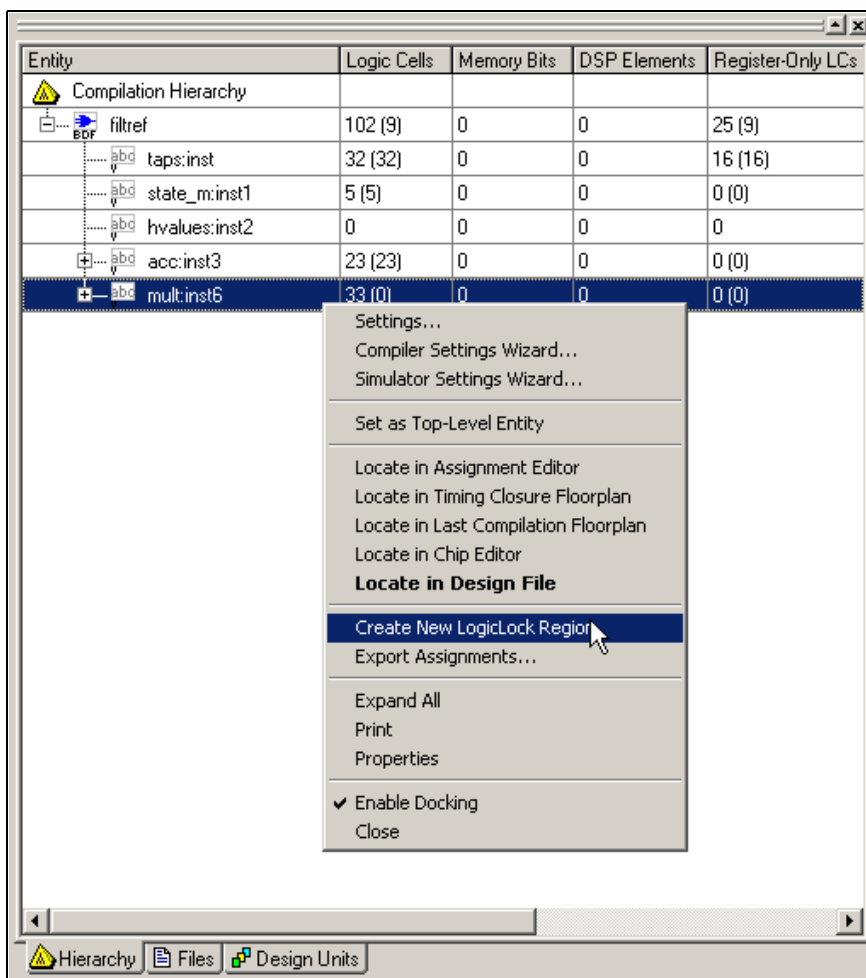 Entity Logic Cells Memory Bits DSP Elements Register-Only LCs
Compilation Hierarchy
BDF filtref 102 (9) 0 0 25 (9)
abd taps:inst 32 (32) 0 0 16 (16)
abd state_m:inst1 5 (5) 0 0 0 (0)
abd hvalues:inst2 0 0 0 0
abd acc:inst3 23 (23) 0 0 0 (0)
abd mult:inst6 33 (0) 0 0 0 (0)
Settings...
Compiler Settings Wizard...
Simulator Settings Wizard...
Set as Top-Level Entity
Locate in Assignment Editor
Locate in Timing Closure Floorplan
Locate in Last Compilation Floorplan
Locate in Chip Editor
Locate in Design File
Create New LogicLock Region
Export Assignments...
Expand All
Print
Properties
Enable Docking
Close
Hierarchy Files Design Units